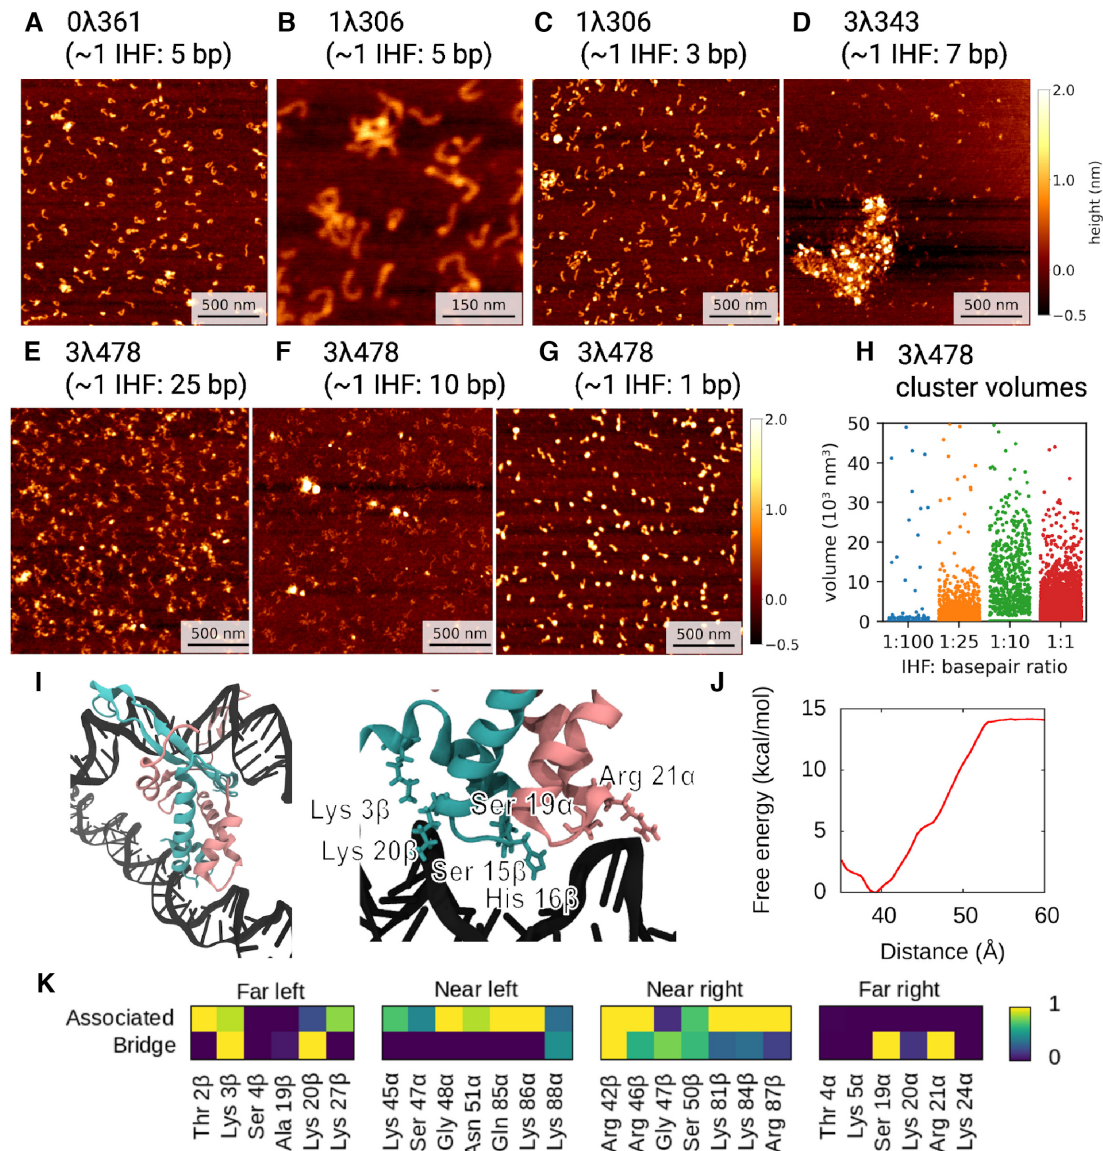 A 0λ361
(~1 IHF: 5 bp)
B 1λ306
(~1 IHF: 5 bp)
C 1λ306
(~1 IHF: 3 bp)
D 3λ343
(~1 IHF: 7 bp)
500 nm
150 nm
500 nm
500 nm
2.0
1.0
0.0
−0.5
height (nm)
E 3λ478
(~1 IHF: 25 bp)
F 3λ478
(~1 IHF: 10 bp)
G 3λ478
(~1 IHF: 1 bp)
500 nm
500 nm
500 nm
2.0
1.0
0.0
−0.5
H 3λ478
cluster volumes
volume (10³ nm³)
50
40
30
20
10
0
1:100 1:25 1:10 1:1
IHF: basepair ratio
I
Lys 3β
Lys 20β
Ser 19α
Ser 15β
His 16β
Arg 21α
J
Free energy (kcal/mol)
15
10
5
0
40 50 60
Distance (Å)
K
Far left Near left Near right Far right
Associated
Bridge
1
0
Thr 2β
Lys 3β
Ser 4β
Ala 19β
Lys 20β
Lys 27β
Lys 45α
Ser 47α
Gly 48α
Asn 51α
Gln 85α
Lys 86α
Lys 88α
Arg 42β
Arg 46β
Gly 47β
Ser 50β
Lys 81β
Lys 84β
Arg 87β
Thr 4α
Lys 5α
Ser 19α
Lys 20α
Arg 21α
Lys 24α